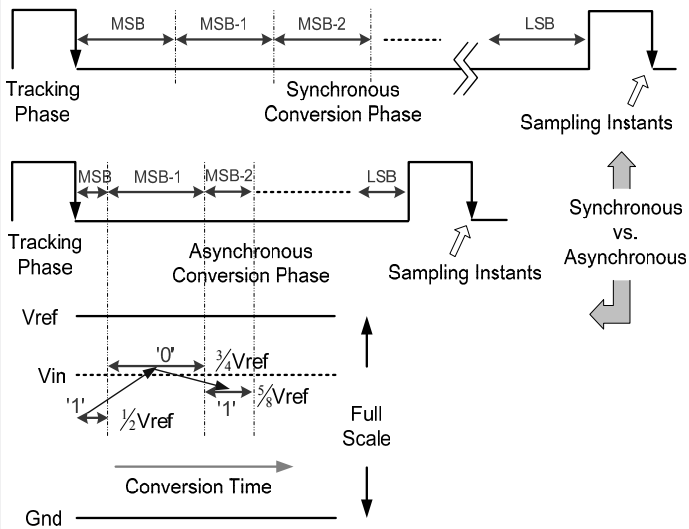 MSB MSB-1 MSB-2 LSB
Tracking
Phase
Synchronous
Conversion Phase
Sampling Instants
MSB MSB-1 MSB-2 LSB
Tracking
Phase
Asynchronous
Conversion Phase
Sampling Instants
Synchronous
vs.
Asynchronous
Vref
'0' 3/4Vref
Vin
'1' 1/2Vref '1' 5/8Vref
Full
Scale
Conversion Time
Gnd